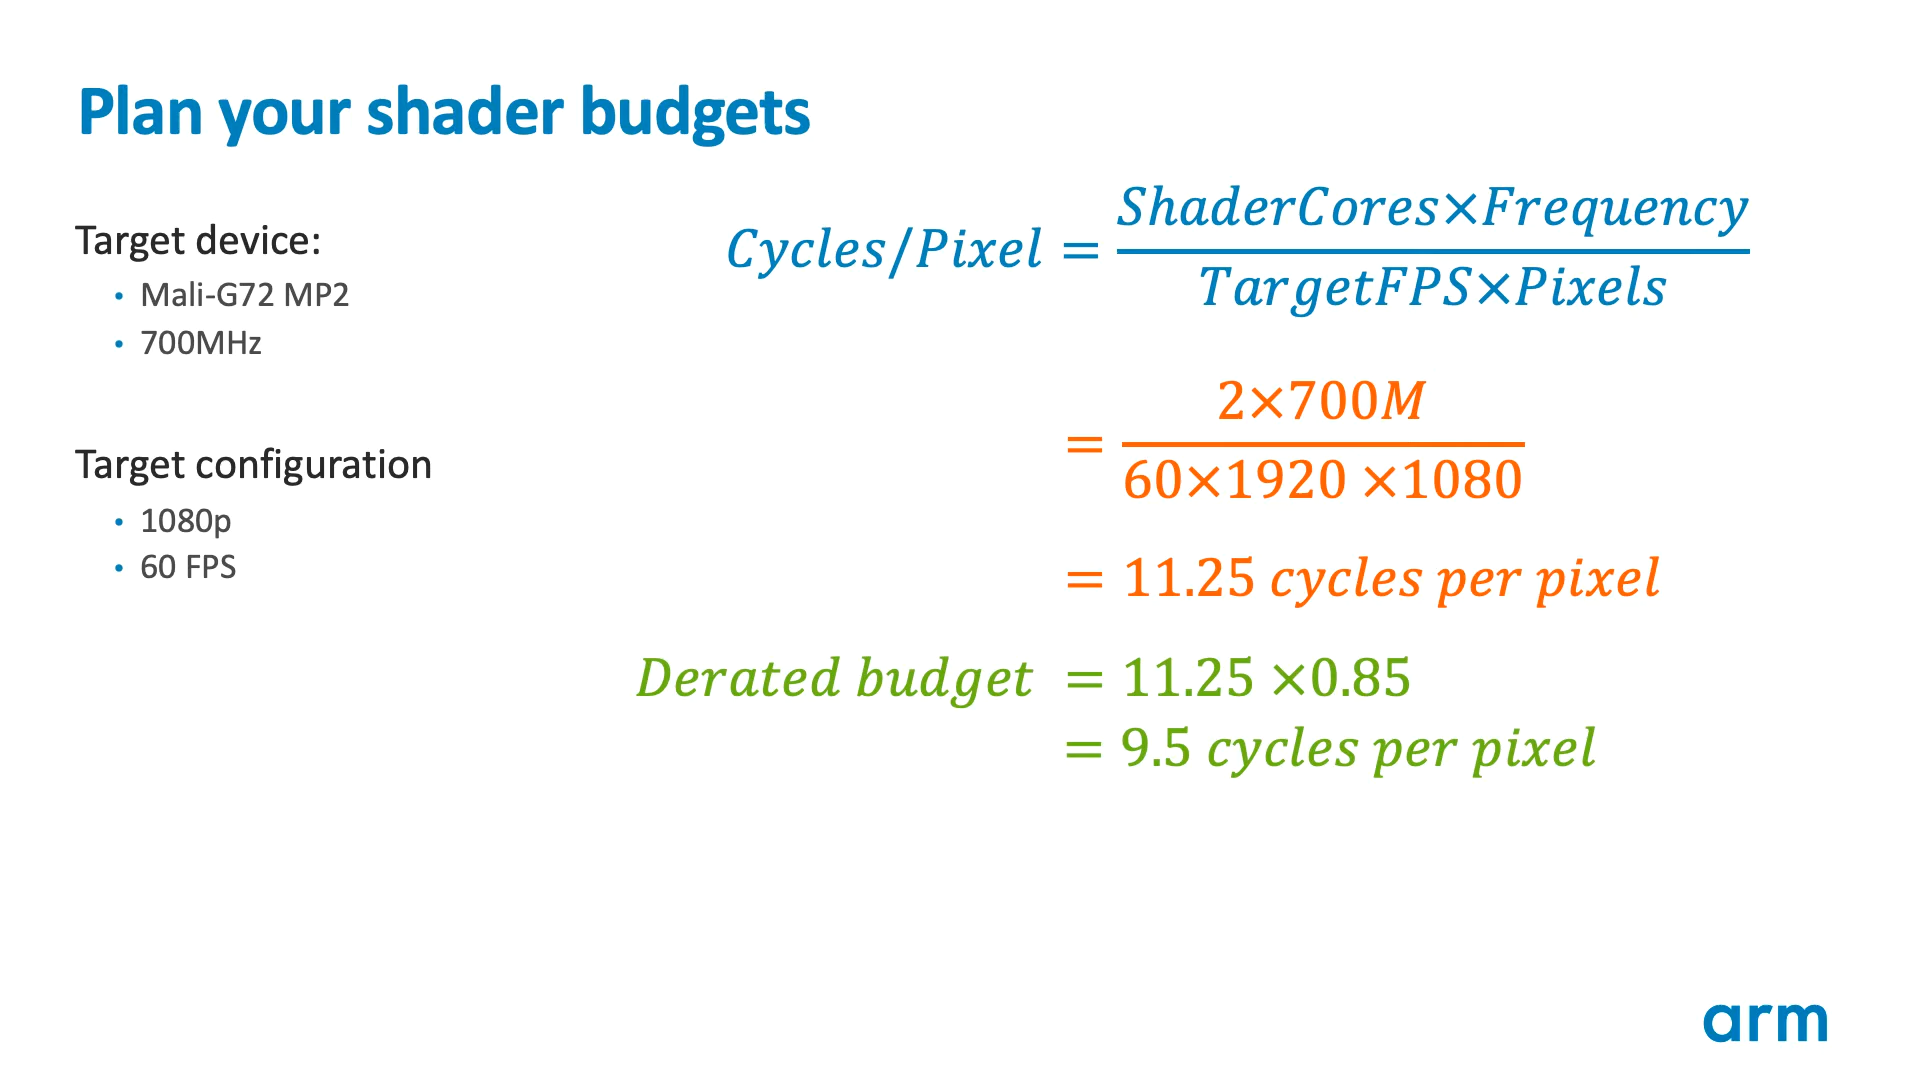 Plan your shader budgets
Target device:
• Mali-G72 MP2
• 700MHz
Target configuration
• 1080p
• 60 FPS
Cycles/Pixel = ShaderCores×Frequency
TargetFPS×Pixels
= 2×700M
60×1920 ×1080
= 11.25 cycles per pixel
Derated budget = 11.25 ×0.85
= 9.5 cycles per pixel
arm